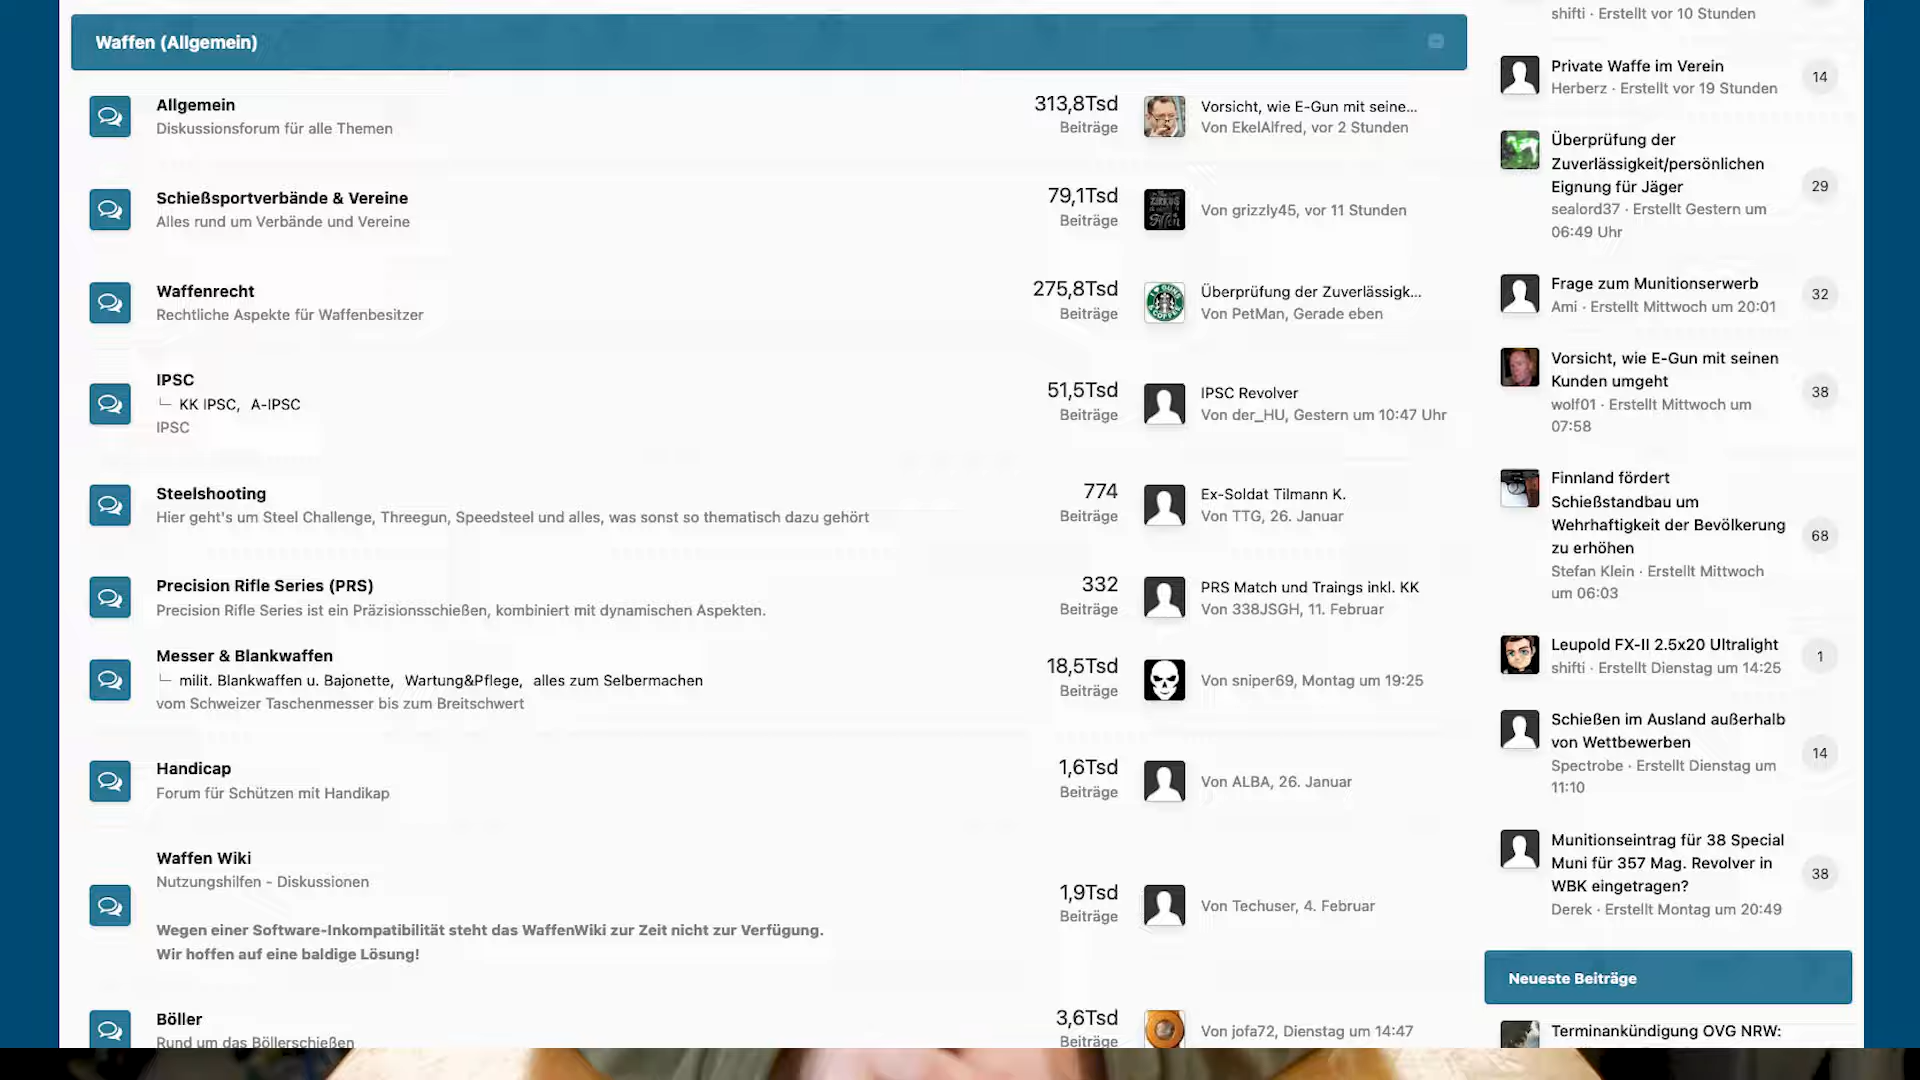 Waffen (Allgemein)
Allgemein
Diskussionsforum für alle Themen
313,8Tsd
Beiträge
Vorsicht, wie E-Gun mit seine...
Von EkelAlfred, vor 2 Stunden
Schießsportverbände & Vereine
Alles rund um Verbände und Vereine
79,1Tsd
Beiträge
Von grizzly45, vor 11 Stunden
Waffenrecht
Rechtliche Aspekte für Waffenbesitzer
275,8Tsd
Beiträge
Überprüfung der Zuverlässigk...
Von PetMan, Gerade eben
IPSC
KK IPSC, A-IPSC
IPSC
51,5Tsd
Beiträge
IPSC Revolver
Von der_HU, Gestern um 10:47 Uhr
Steelshooting
Hier geht's um Steel Challenge, Threegun, Speedsteel und alles, was sonst so thematisch dazu gehört
774
Beiträge
Ex-Soldat Tilmann K.
Von TTG, 26. Januar
Precision Rifle Series (PRS)
Precision Rifle Series ist ein Präzisionsschießen, kombiniert mit dynamischen Aspekten.
332
Beiträge
PRS Match und Traings inkl. KK
Von 338JSGH, 11. Februar
Messer & Blankwaffen
milit. Blankwaffen u. Bajonette, Wartung&Pflege, alles zum Selbermachen
vom Schweizer Taschenmesser bis zum Breitschwert
18,5Tsd
Beiträge
Von sniper69, Montag um 19:25
Handicap
Forum für Schützen mit Handikap
1,6Tsd
Beiträge
Von ALBA, 26. Januar
Waffen Wiki
Nutzungshilfen - Diskussionen
Wegen einer Software-Inkompatibilität steht das WaffenWiki zur Zeit nicht zur Verfügung.
Wir hoffen auf eine baldige Lösung!
1,9Tsd
Beiträge
Von Techuser, 4. Februar
Böller
Rund um das Böllerschießen
3,6Tsd
Beiträge
Von jofa72, Dienstag um 14:47
shifti · Erstellt vor 10 Stunden
Private Waffe im Verein
Herberz · Erstellt vor 19 Stunden
14
Überprüfung der
Zuverlässigkeit/persönlichen
Eignung für Jäger
sealord37 · Erstellt Gestern um
06:49 Uhr
29
Frage zum Munitionserwerb
Ami · Erstellt Mittwoch um 20:01
32
Vorsicht, wie E-Gun mit seinen
Kunden umgeht
wolf01 · Erstellt Mittwoch um
07:58
38
Finnland fördert
Schießstandbau um
Wehrhaftigkeit der Bevölkerung
zu erhöhen
Stefan Klein · Erstellt Mittwoch
um 06:03
68
Leupold FX-II 2.5x20 Ultralight
shifti · Erstellt Dienstag um 14:25
1
Schießen im Ausland außerhalb
von Wettbewerben
Spectrobe · Erstellt Dienstag um
11:10
14
Munitionseintrag für 38 Special
Muni für 357 Mag. Revolver in
WBK eingetragen?
Derek · Erstellt Montag um 20:49
38
Neueste Beiträge
Terminankündigung OVG NRW: